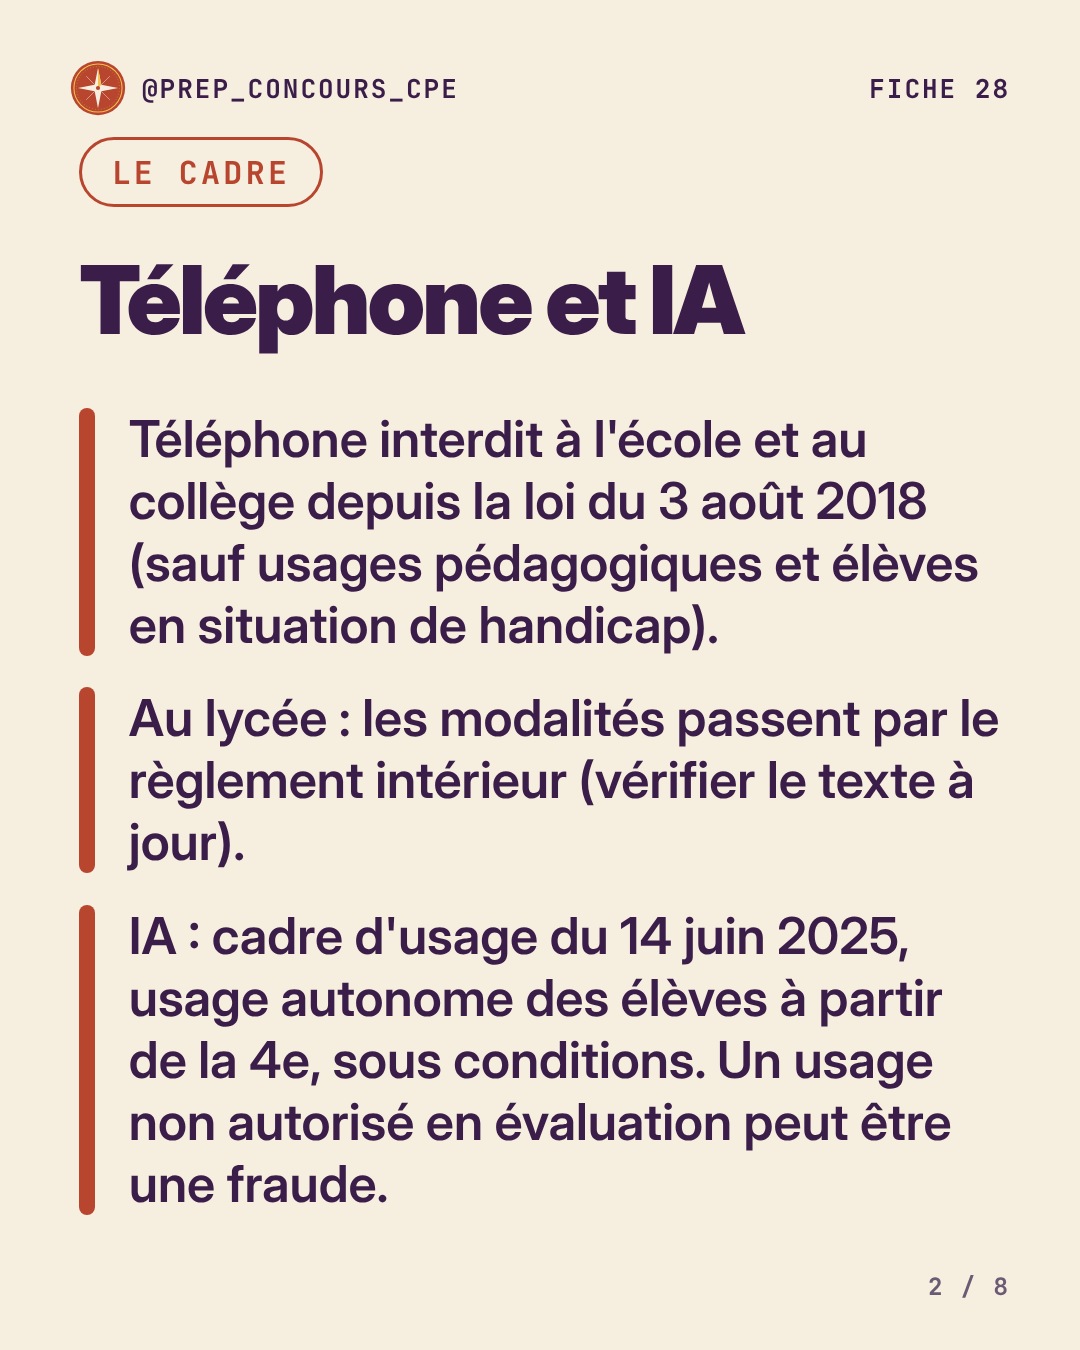 @PREP_CONCOURS_CPE
FICHE 28
LE CADRE
Téléphone et IA
Téléphone interdit à l'école et au
collège depuis la loi du 3 août 2018
(sauf usages pédagogiques et élèves
en situation de handicap).
Au lycée : les modalités passent par le
règlement intérieur (vérifier le texte à
jour).
IA : cadre d'usage du 14 juin 2025,
usage autonome des élèves à partir
de la 4e, sous conditions. Un usage
non autorisé en évaluation peut être
une fraude.
2 / 8